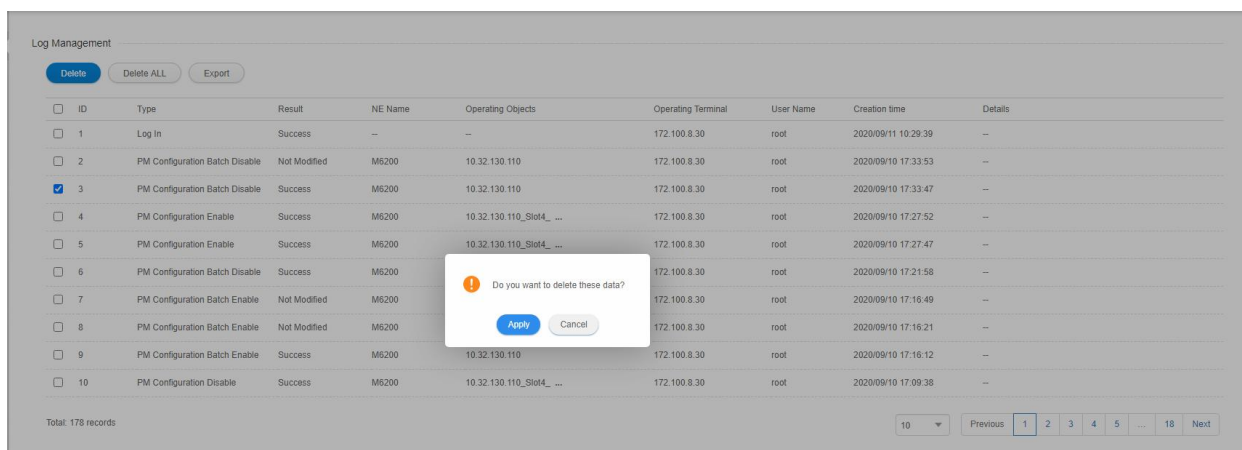 Log Management
Delete Delete ALL Export
ID Type Result NE Name Operating Objects Operating Terminal User Name Creation time Details
1 Log In Success -- -- 172.100.8.30 root 2020/09/11 10:29:39 --
2 PM Configuration Batch Disable Not Modified M6200 10.32.130.110 172.100.8.30 root 2020/09/10 17:33:53 --
3 PM Configuration Batch Disable Success M6200 10.32.130.110 172.100.8.30 root 2020/09/10 17:33:47 --
4 PM Configuration Enable Success M6200 10.32.130.110_Slot4_ ... 172.100.8.30 root 2020/09/10 17:27:52 --
5 PM Configuration Enable Success M6200 10.32.130.110_Slot4_ ... 172.100.8.30 root 2020/09/10 17:27:47 --
6 PM Configuration Batch Disable Success M6200 172.100.8.30 root 2020/09/10 17:21:58 --
7 PM Configuration Batch Enable Not Modified M6200 172.100.8.30 root 2020/09/10 17:16:49 --
8 PM Configuration Batch Enable Not Modified M6200 172.100.8.30 root 2020/09/10 17:16:21 --
9 PM Configuration Batch Enable Success M6200 10.32.130.110 172.100.8.30 root 2020/09/10 17:16:12 --
10 PM Configuration Disable Success M6200 10.32.130.110_Slot4_ ... 172.100.8.30 root 2020/09/10 17:09:38 --
Do you want to delete these data?
Apply Cancel
Total: 178 records 10 Previous 1 2 3 4 5 ... 18 Next